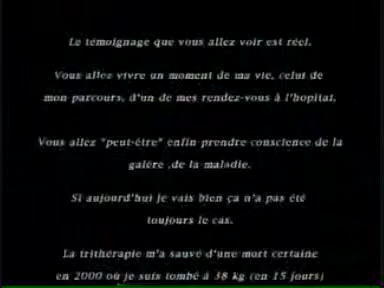 Le témoignage que vous allez voir est réel.
Vous allez vivre un moment de ma vie, celui de
mon parcours, d'un de mes rendez-vous à l'hopital.
Vous allez "peut-être" enfin prendre conscience de la
galère ,de la maladie.
Si aujourd'hui je vais bien ça n'a pas été
toujours le cas.
La trithérapie m'a sauvé d'une mort certaine
en 2000 où je suis tombé à 38 kg (en 15 jours)